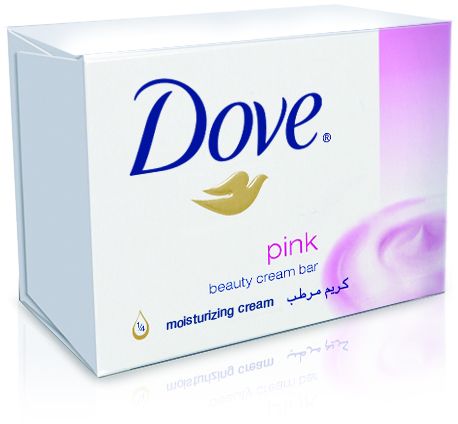 Dove®
pink
beauty cream bar
¼ moisturizing cream كريم مرطب